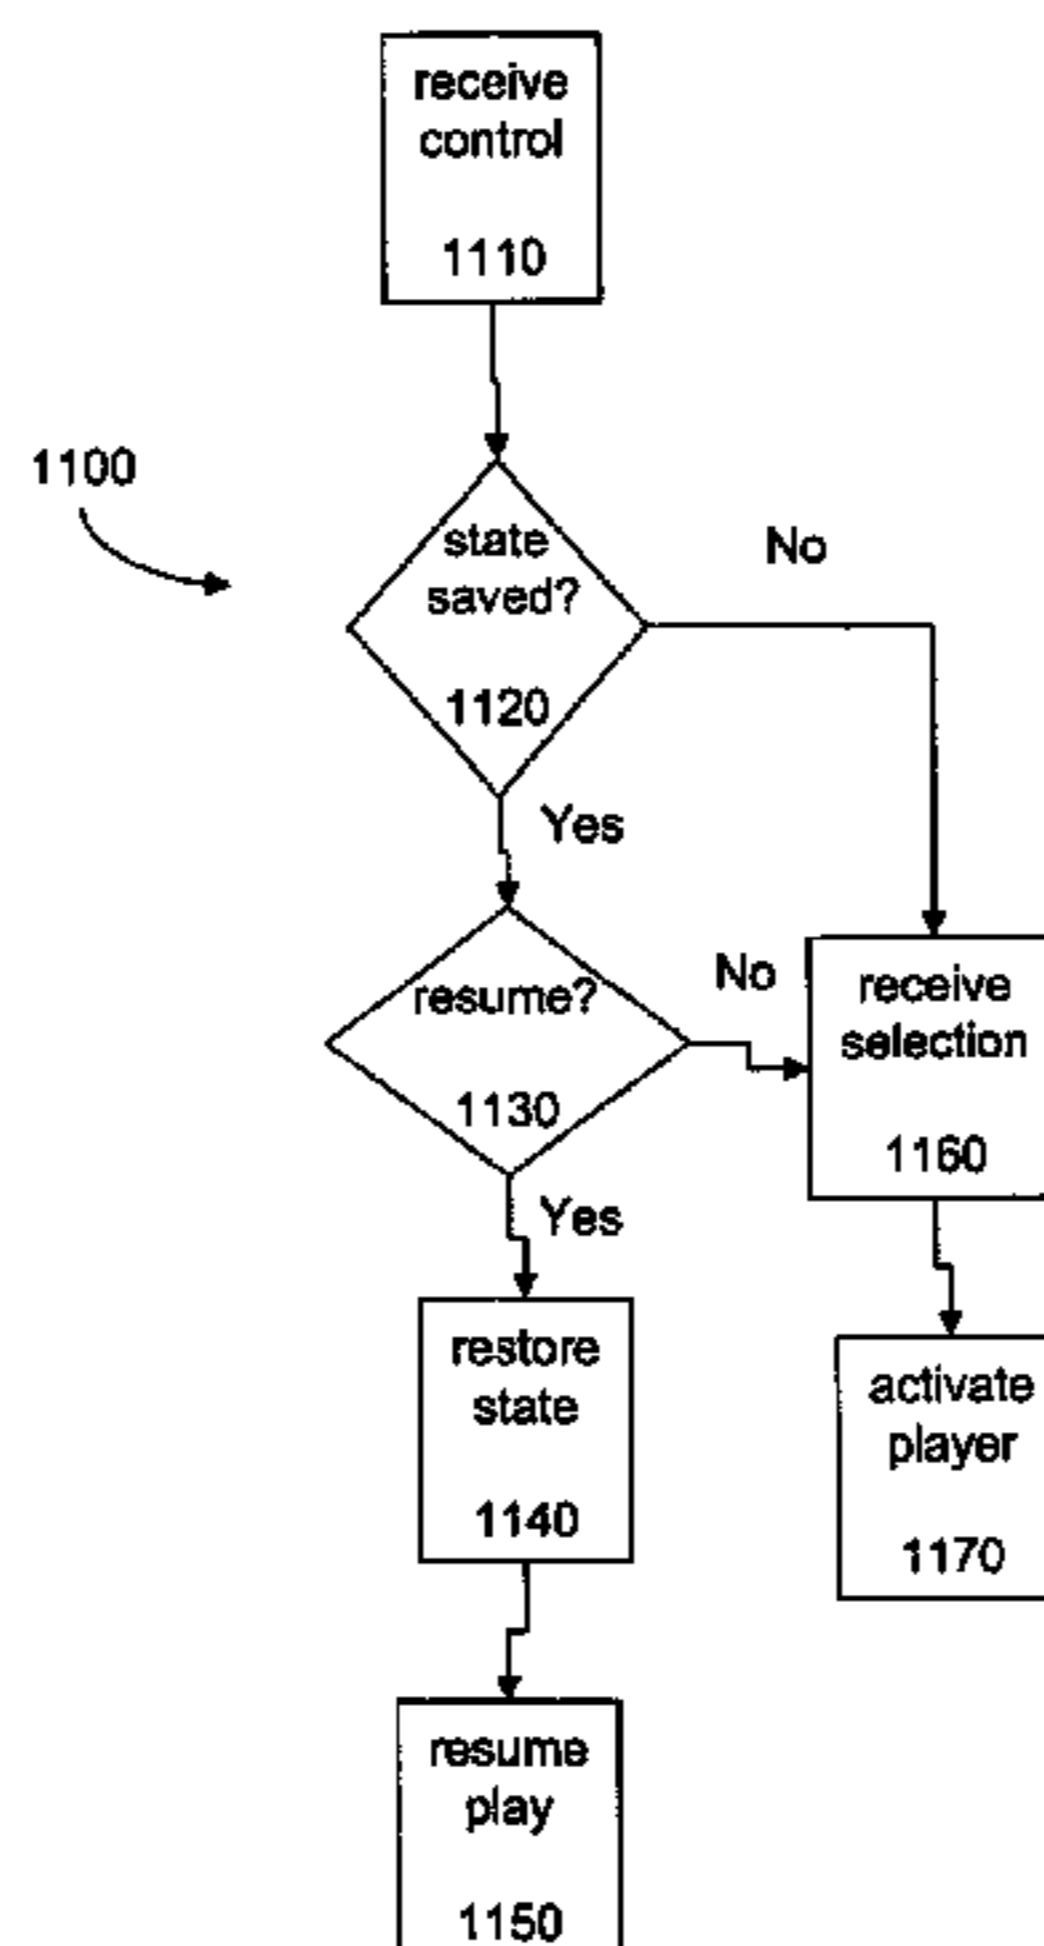 receive
control
1110
1100
state
saved?
1120
No
Yes
resume?
1130
No
receive
selection
1160
Yes
restore
state
1140
activate
player
1170
resume
play
1150